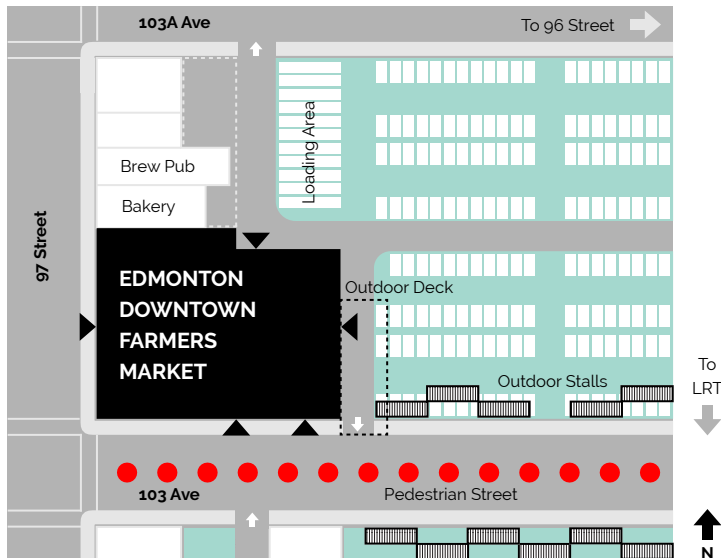 103A Ave
To 96 Street
Loading Area
Brew Pub
Bakery
97 Street
EDMONTON
DOWNTOWN
FARMERS
MARKET
Outdoor Deck
Outdoor Stalls
To
LRT
103 Ave
Pedestrian Street
N